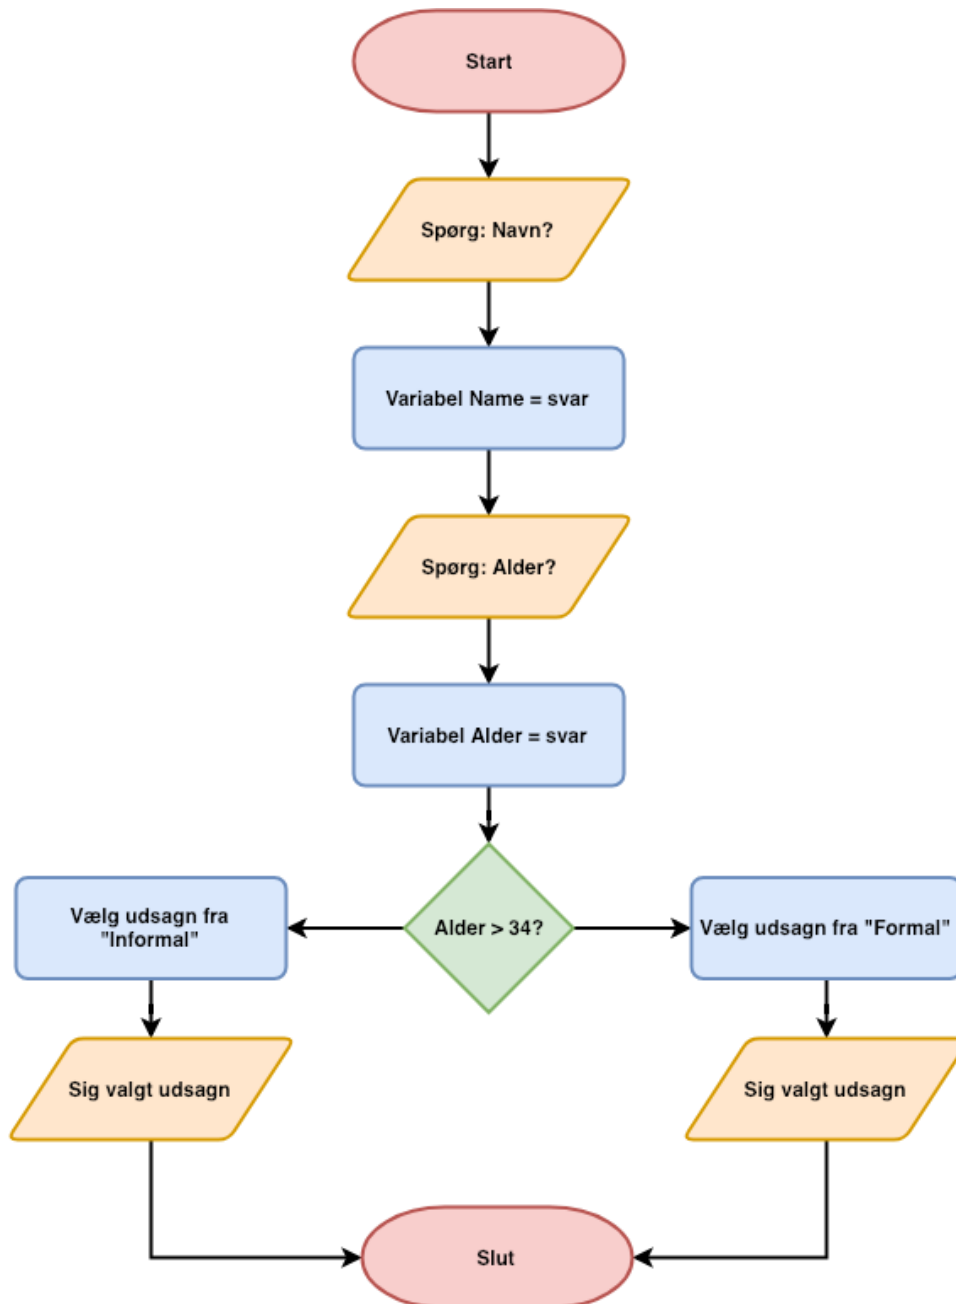 Start
Spørg: Navn?
Variabel Name = svar
Spørg: Alder?
Variabel Alder = svar
Alder > 34?
Vælg udsagn fra
"Informal"
Vælg udsagn fra "Formal"
Sig valgt udsagn
Sig valgt udsagn
Slut